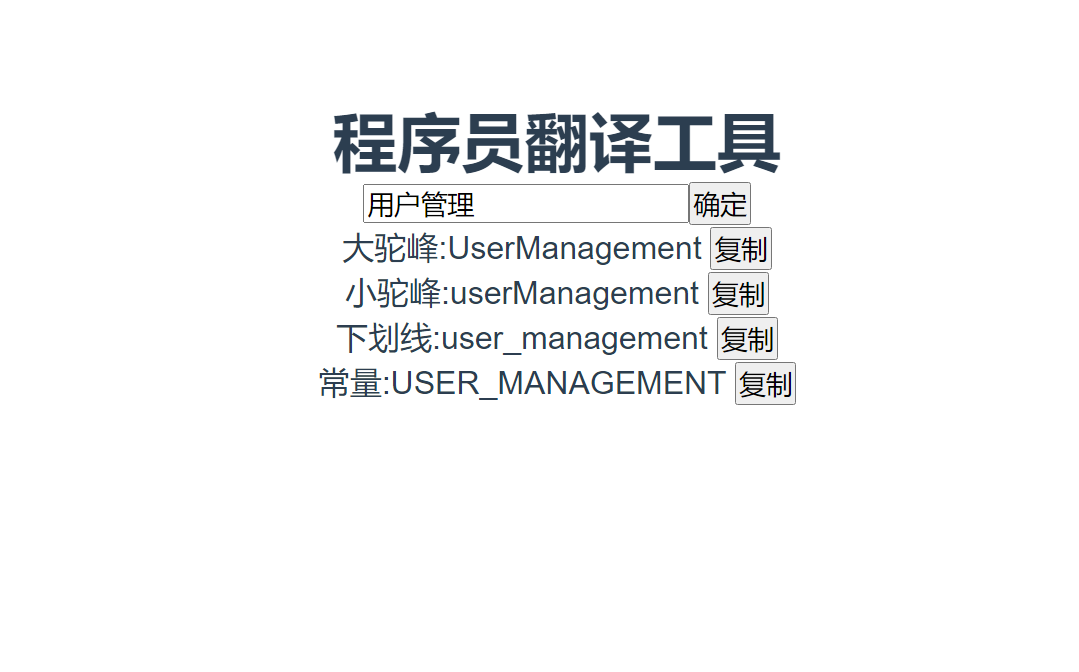 程序员翻译工具
用户管理 确定
大驼峰:UserManagement 复制
小驼峰:userManagement 复制
下划线:user_management 复制
常量:USER_MANAGEMENT 复制